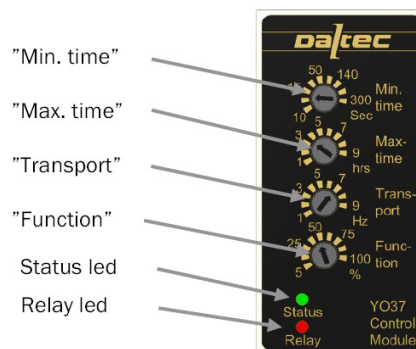 Daltec
”Min. time”
50 140
Min.
time
300
10 Sec
”Max. time”
5
3 7
Max-
time
1 9
hrs
”Transport”
5
3 7
Trans-
port
1 9
Hz
”Function”
50 75
25
Func-
tion
5 100
%
Status led
Status
Relay led
Relay
YO37
Control
Module